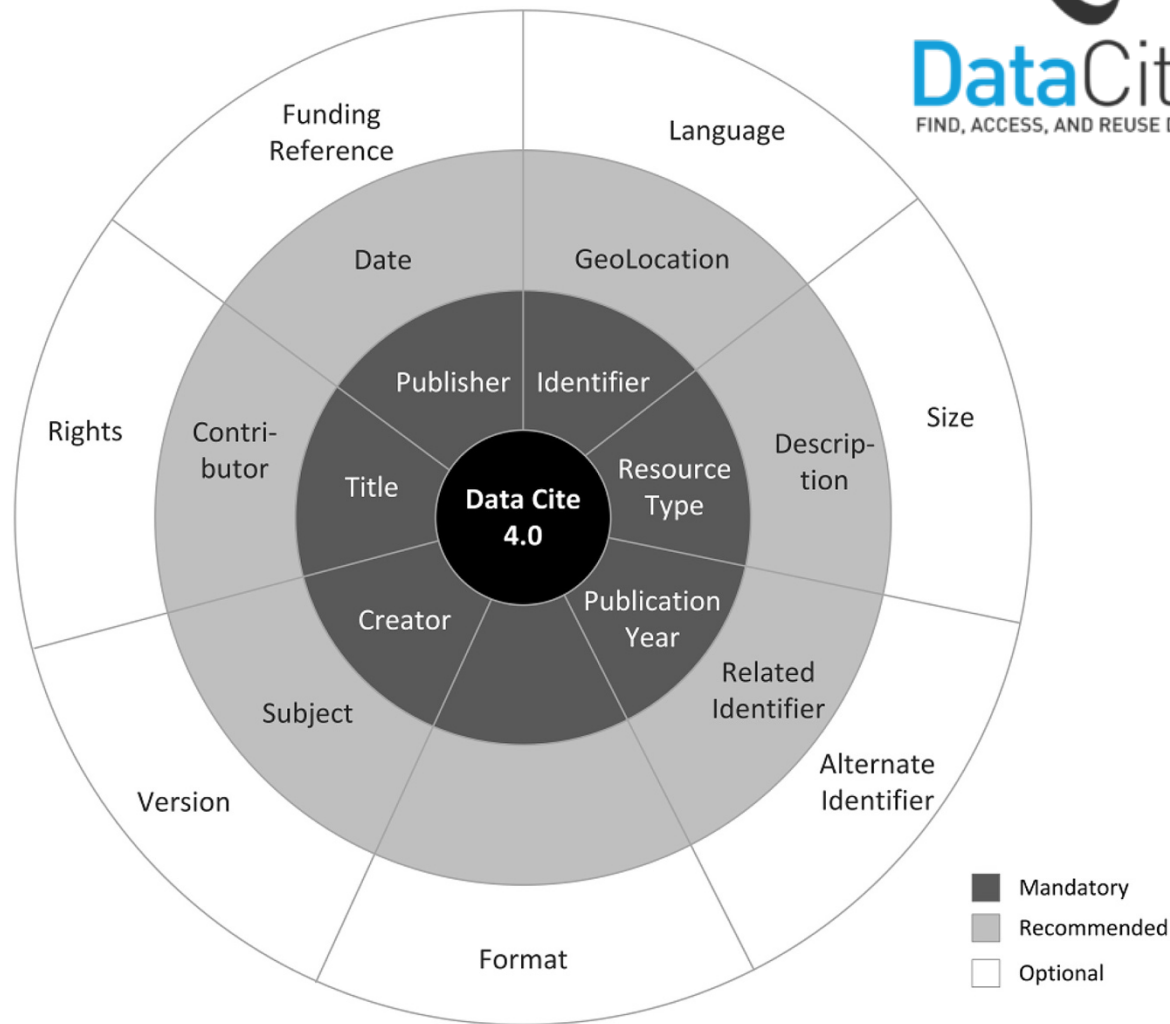 DataCit
FIND, ACCESS, AND REUSE D
Funding
Reference
Language
Date
GeoLocation
Publisher
Identifier
Rights
Contri-
butor
Title
Data Cite
4.0
Resource
Type
Descrip-
tion
Size
Creator
Publication
Year
Subject
Related
Identifier
Version
Alternate
Identifier
Format
Mandatory
Recommended
Optional